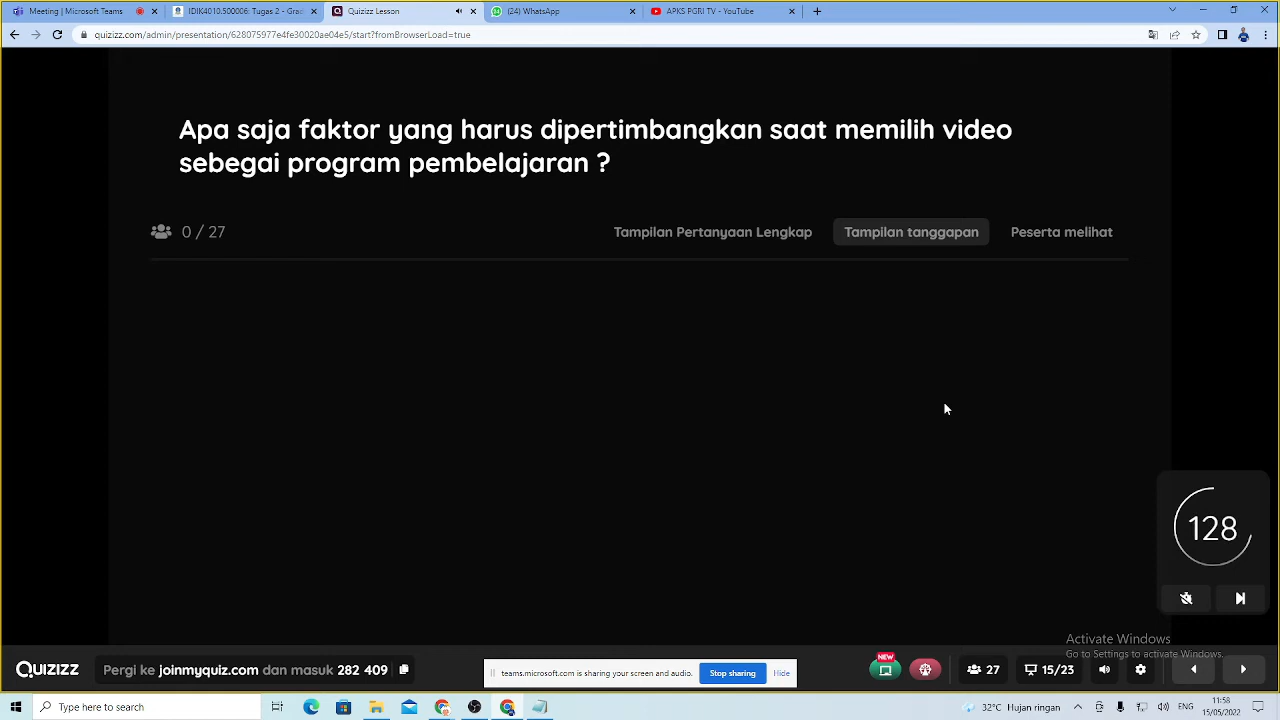 Meeting | Microsoft Teams
IDIK4010.500006: Tugas 2 - Grad
Quizizz Lesson
(24) WhatsApp
APKS PGRI TV - YouTube
quizizz.com/admin/presentation/628075977e4fe30020ae04e5/start?fromBrowserLoad=true
Apa saja faktor yang harus dipertimbangkan saat memilih video
sebegai program pembelajaran ?
0 / 27
Tampilan Pertanyaan Lengkap
Tampilan tanggapan
Peserta melihat
128
Activate Windows
Go to Settings to activate Windows.
NEW
Quizizz
Pergi ke joinmyquiz.com dan masuk 282 409
teams.microsoft.com is sharing your screen and audio.
Stop sharing
Hide
27
15/23
Type here to search
32°C Hujan ringan
ENG
11:58
15/05/2022